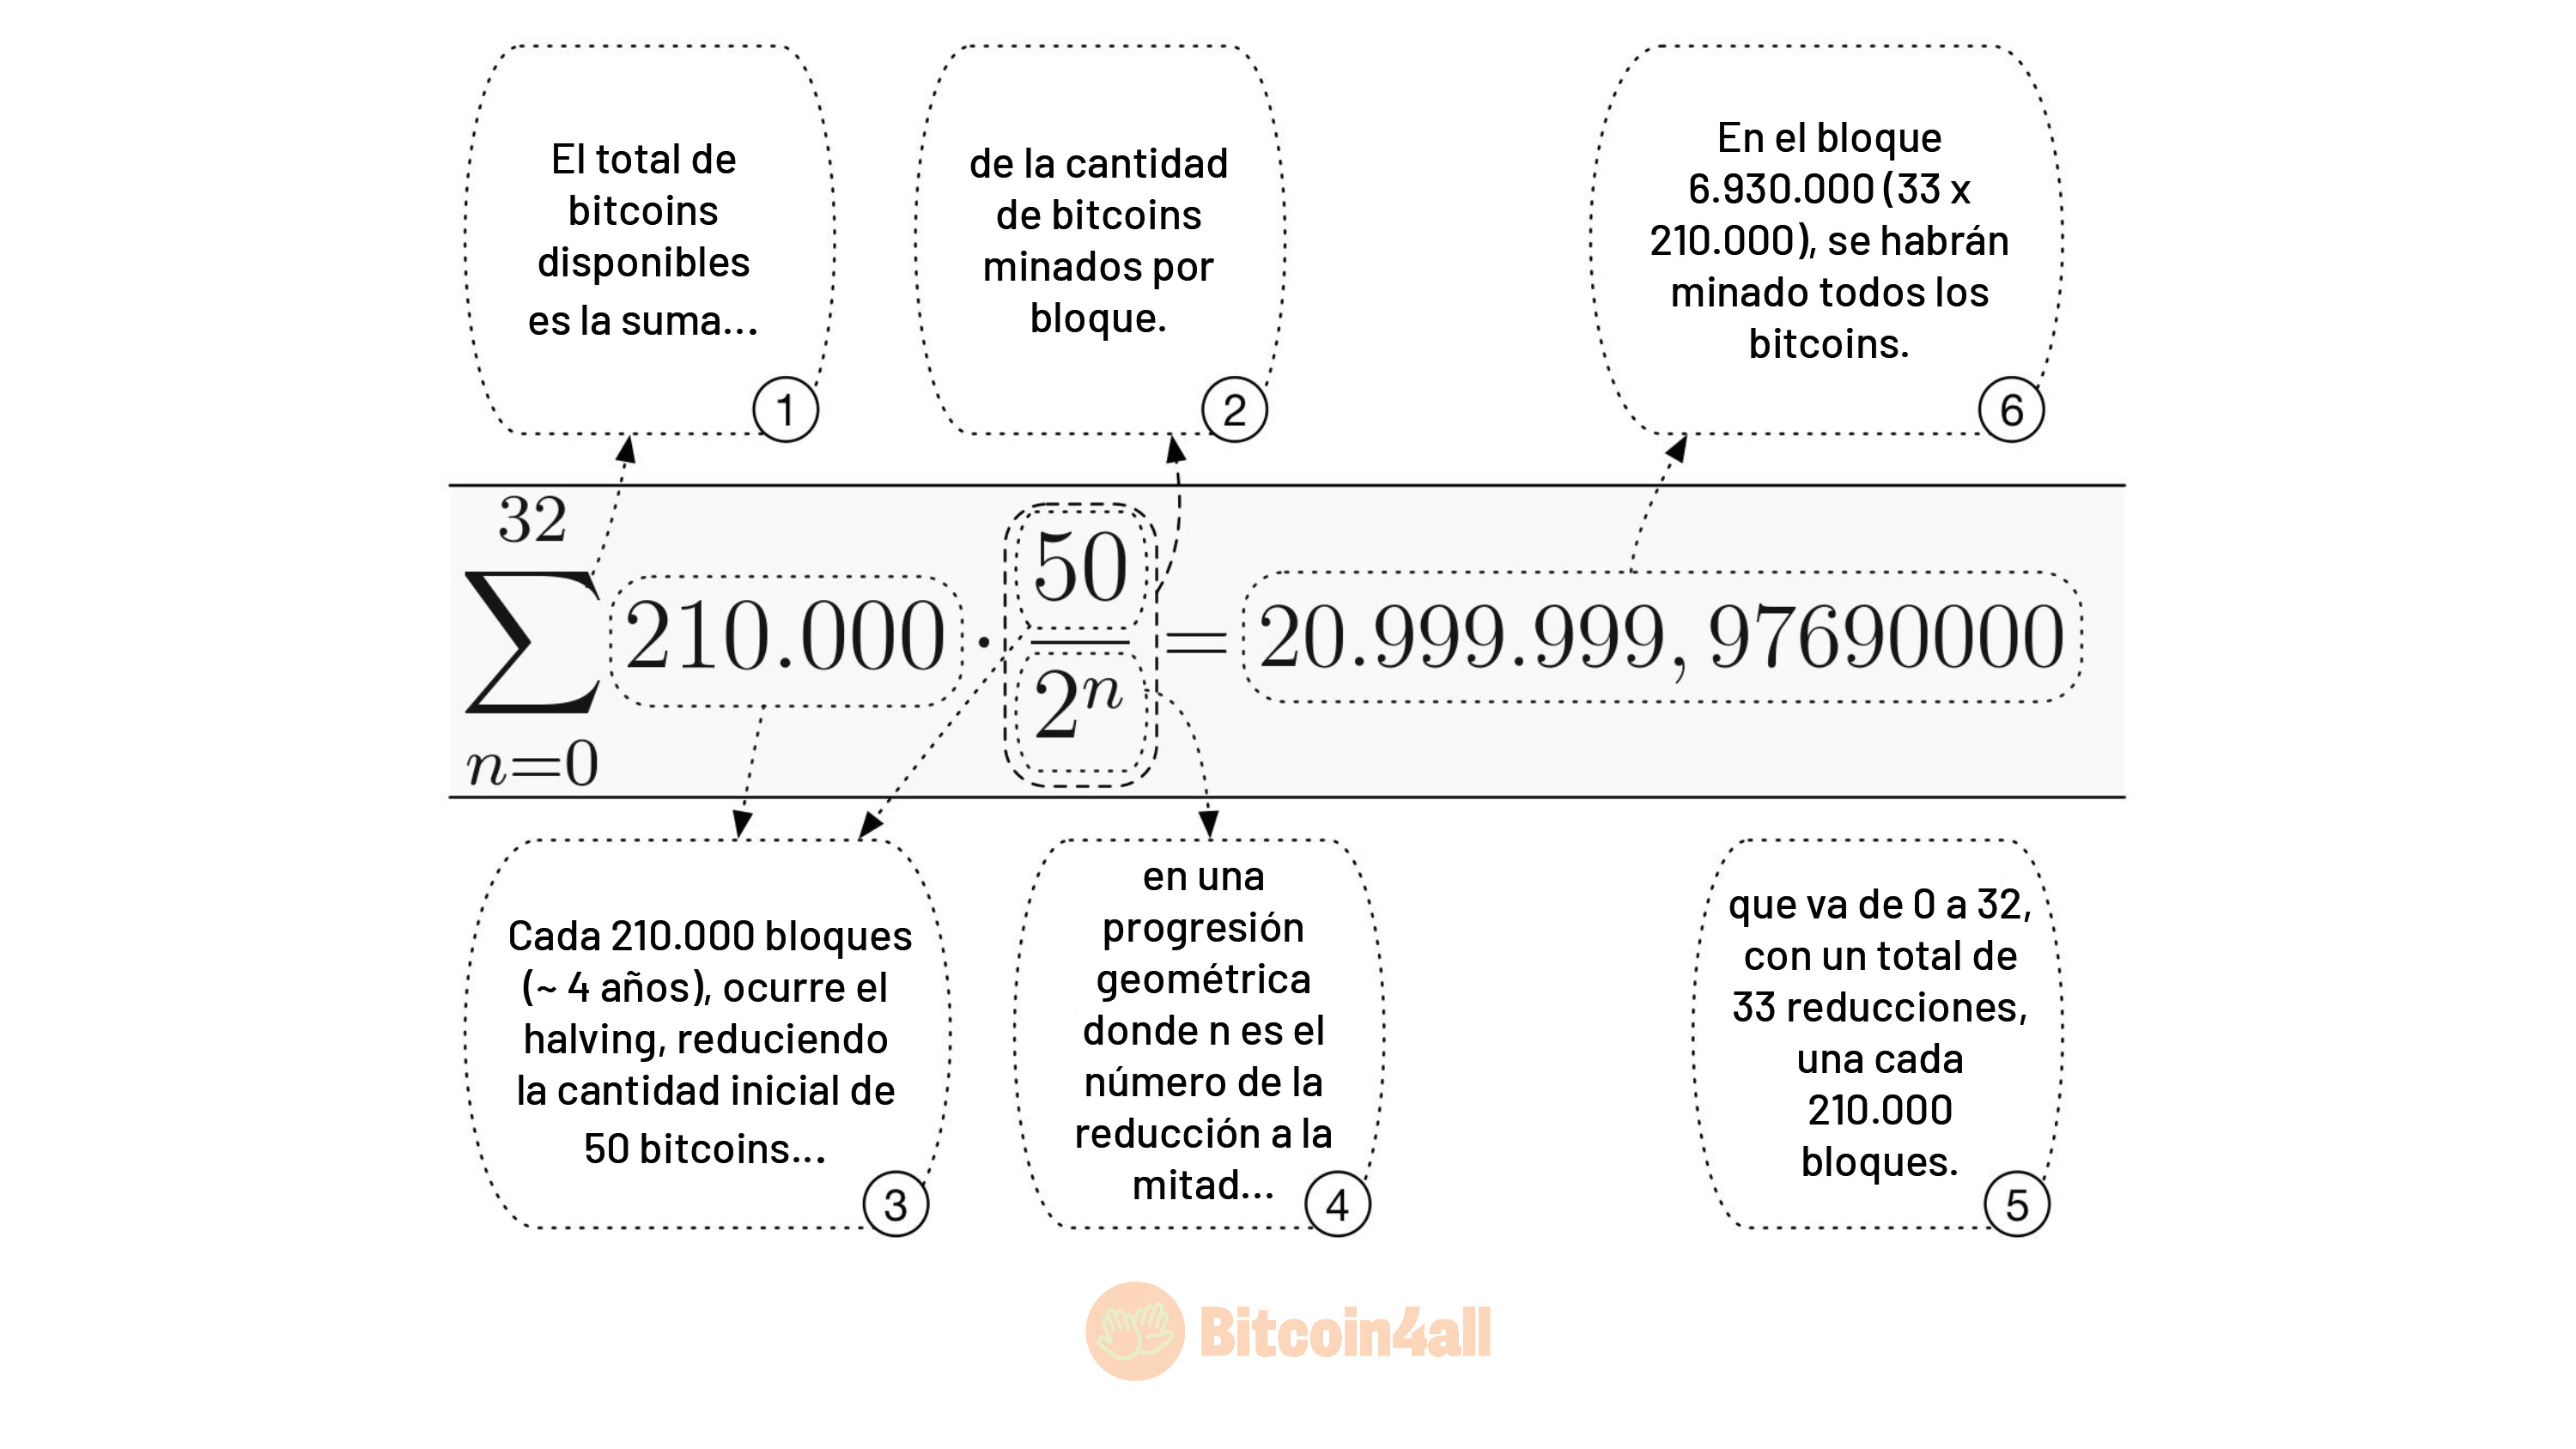 El total de
bitcoins
disponibles
es la suma...
1
de la cantidad
de bitcoins
minados por
bloque.
2
En el bloque
6.930.000 (33 x
210.000), se habrán
minado todos los
bitcoins.
6
32
∑ 210.000 · 50/2ⁿ = 20.999.999,97690000
n=0
Cada 210.000 bloques
(~ 4 años), ocurre el
halving, reduciendo
la cantidad inicial de
50 bitcoins...
3
en una
progresión
geométrica
donde n es el
número de la
reducción a la
mitad...
4
que va de 0 a 32,
con un total de
33 reducciones,
una cada
210.000
bloques.
5
Bitcoin4all